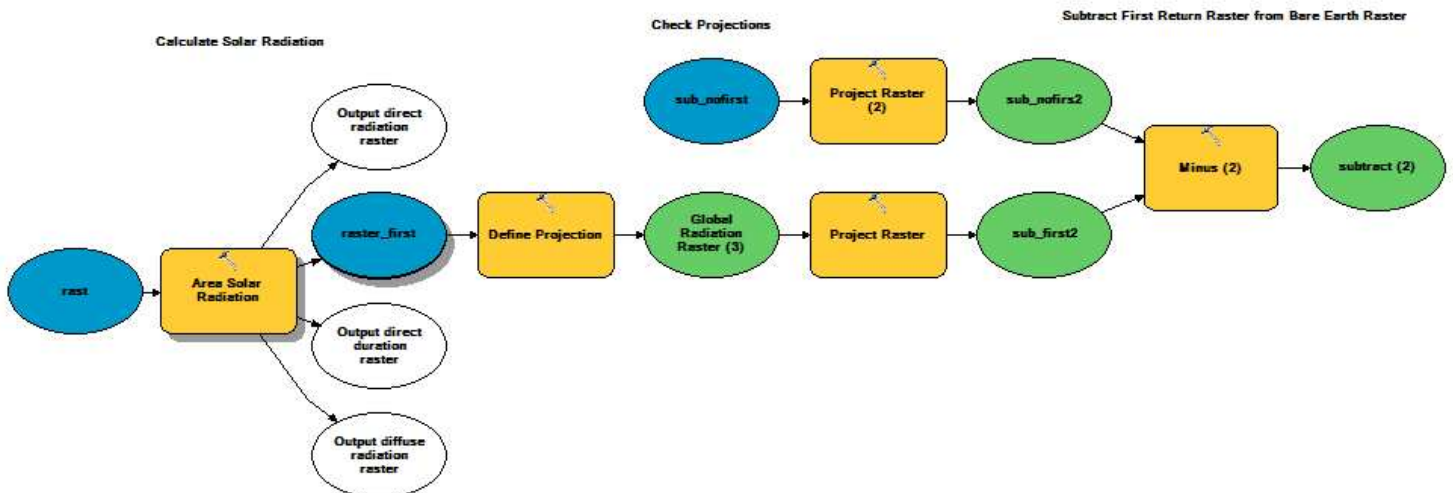 Calculate Solar Radiation
Check Projections
Subtract First Return Raster from Bare Earth Raster
Output direct
radiation
raster
sub_nofirst
Project Raster
(2)
sub_nofirs2
Minus (2)
subtract (2)
rast
Area Solar
Radiation
raster_first
Define Projection
Global
Radiation
Raster (3)
Project Raster
sub_first2
Output direct
duration
raster
Output diffuse
radiation
raster